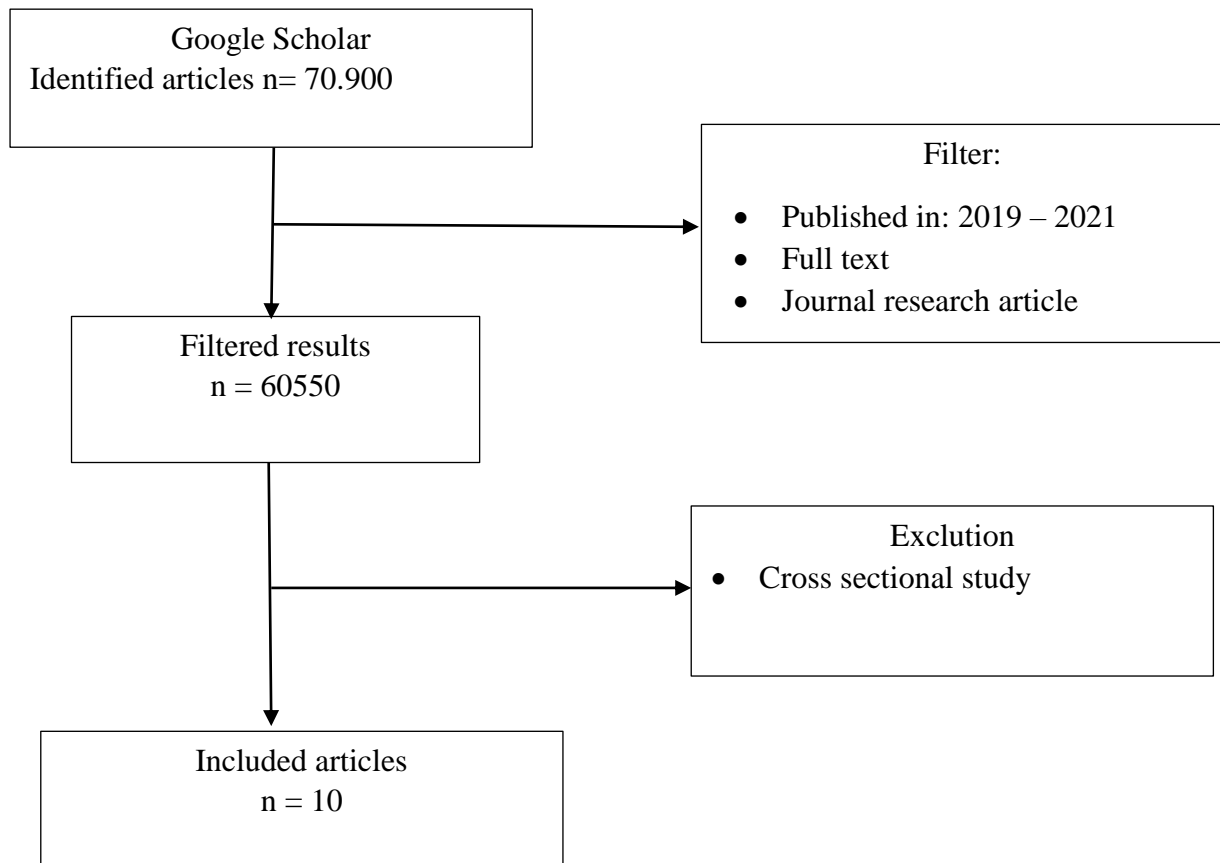 Google Scholar
Identified articles n= 70.900
Filter:
• Published in: 2019 – 2021
• Full text
• Journal research article
Filtered results
n = 60550
Exclution
• Cross sectional study
Included articles
n = 10